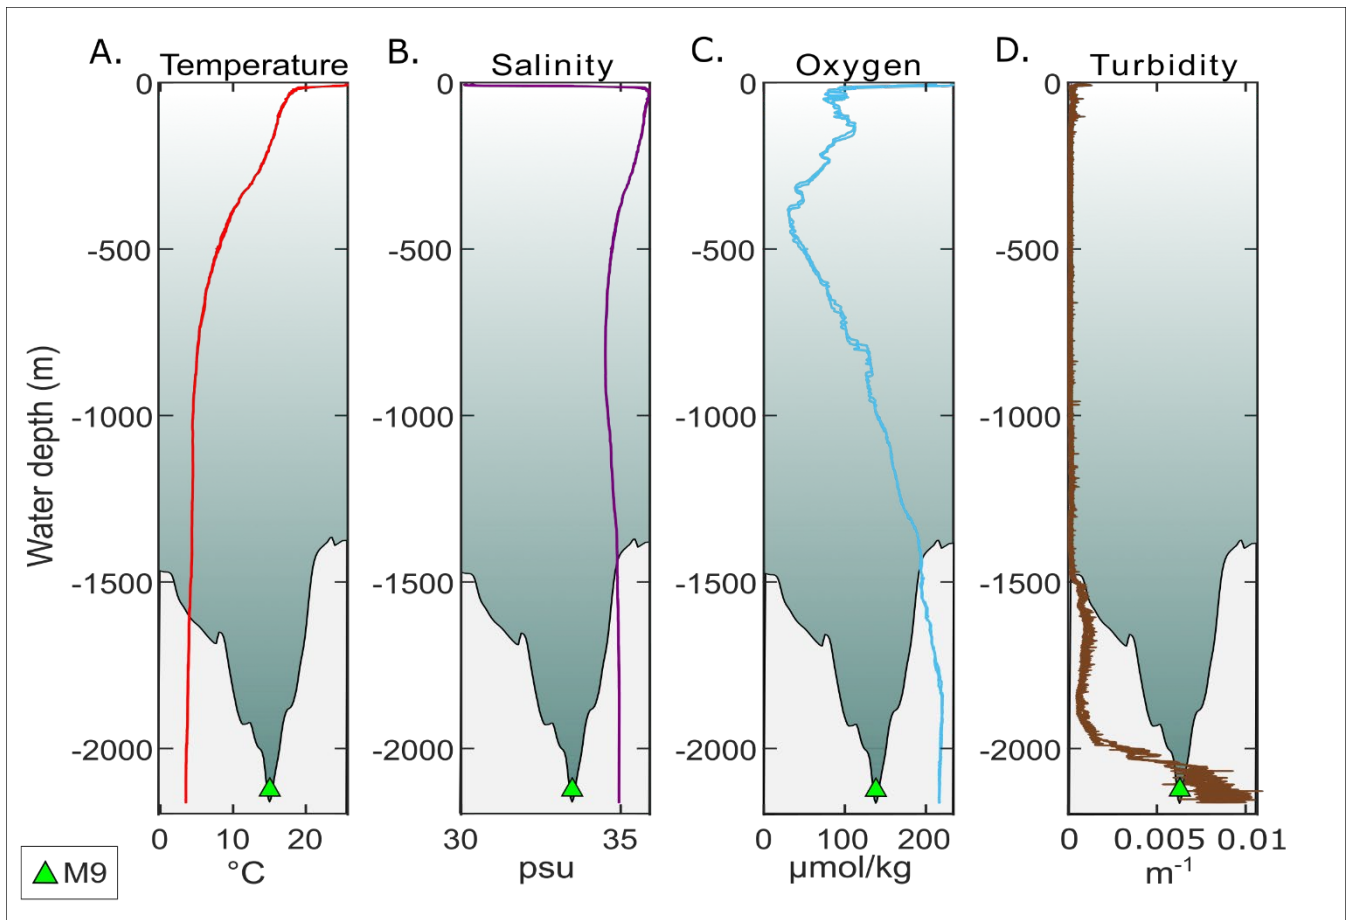 A. Temperature
B. Salinity
C. Oxygen
D. Turbidity
Water depth (m)
0
-500
-1000
-1500
-2000
0 10 20
°C
0
-500
-1000
-1500
-2000
30 35
psu
0
-500
-1000
-1500
-2000
0 100 200
µmol/kg
0
-500
-1000
-1500
-2000
0 0.005 0.01
m-1
M9